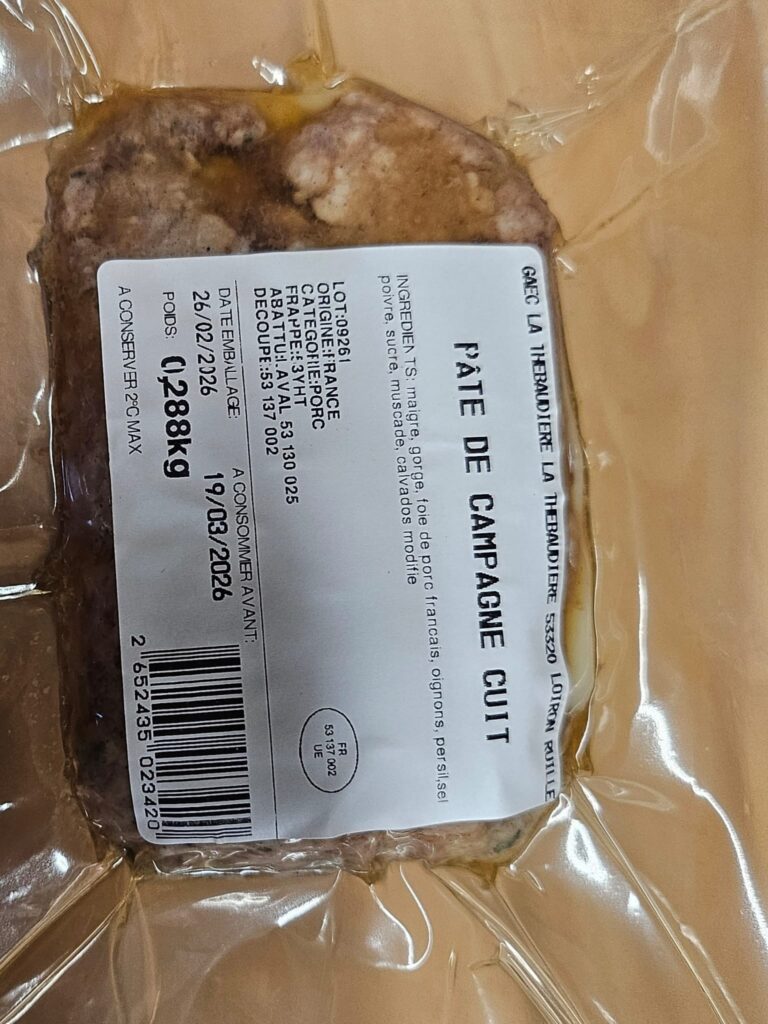 GAEC LA THEBAUDIERE LA THEBAUDIERE 53320 LOIRON RUILLE
PÂTE DE CAMPAGNE CUIT
INGREDIENTS: maigre, gorge, foie de porc francais, oignons, persil,sel
poivre, sucre, muscade, calvados modifie
LOT:09261
ORIGINE:FRANCE
CATEGORIE:PORC
FRAPPE:53YHT
ABATTU:LAVAL 53 130 025
DECOUPE:53 137 002
FR
53 137 002
UE
DATE EMBALLAGE: A CONSOMMER AVANT:
26/02/2026 19/03/2026
POIDS: 0,288kg
A CONSERVER 2°C MAX
2 652435 023420